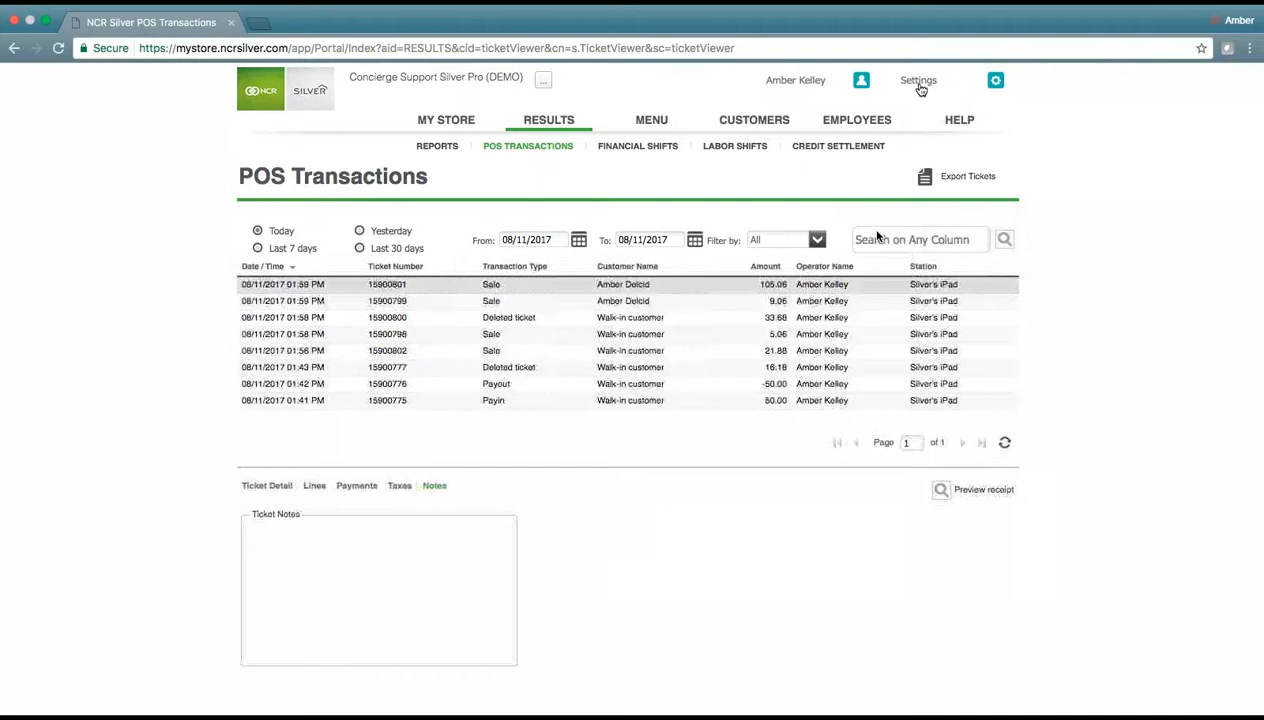 NCR Silver POS Transactions
Amber
Secure https://mystore.ncrsilver.com/app/Portal/Index?aid=RESULTS&cid=ticketViewer&cn=s.TicketViewer&sc=ticketViewer
NCR SILVER Concierge Support Silver Pro (DEMO) ... Amber Kelley Settings
MY STORE RESULTS MENU CUSTOMERS EMPLOYEES HELP
REPORTS POS TRANSACTIONS FINANCIAL SHIFTS LABOR SHIFTS CREDIT SETTLEMENT
POS Transactions Export Tickets
Today Yesterday
From: 08/11/2017 To: 08/11/2017 Filter by: All Search on Any Column
Last 7 days Last 30 days
Date / Time Ticket Number Transaction Type Customer Name Amount Operator Name Station
08/11/2017 01:59 PM 15900801 Sale Amber Delcid 105.06 Amber Kelley Silver's iPad
08/11/2017 01:59 PM 15900799 Sale Amber Delcid 9.06 Amber Kelley Silver's iPad
08/11/2017 01:58 PM 15900800 Deleted ticket Walk-in customer 33.68 Amber Kelley Silver's iPad
08/11/2017 01:58 PM 15900798 Sale Walk-in customer 5.06 Amber Kelley Silver's iPad
08/11/2017 01:56 PM 15900802 Sale Walk-in customer 21.88 Amber Kelley Silver's iPad
08/11/2017 01:43 PM 15900777 Deleted ticket Walk-in customer 16.18 Amber Kelley Silver's iPad
08/11/2017 01:42 PM 15900776 Payout Walk-in customer -50.00 Amber Kelley Silver's iPad
08/11/2017 01:41 PM 15900775 Payin Walk-in customer 50.00 Amber Kelley Silver's iPad
Page 1 of 1
Ticket Detail Lines Payments Taxes Notes Preview receipt
Ticket Notes